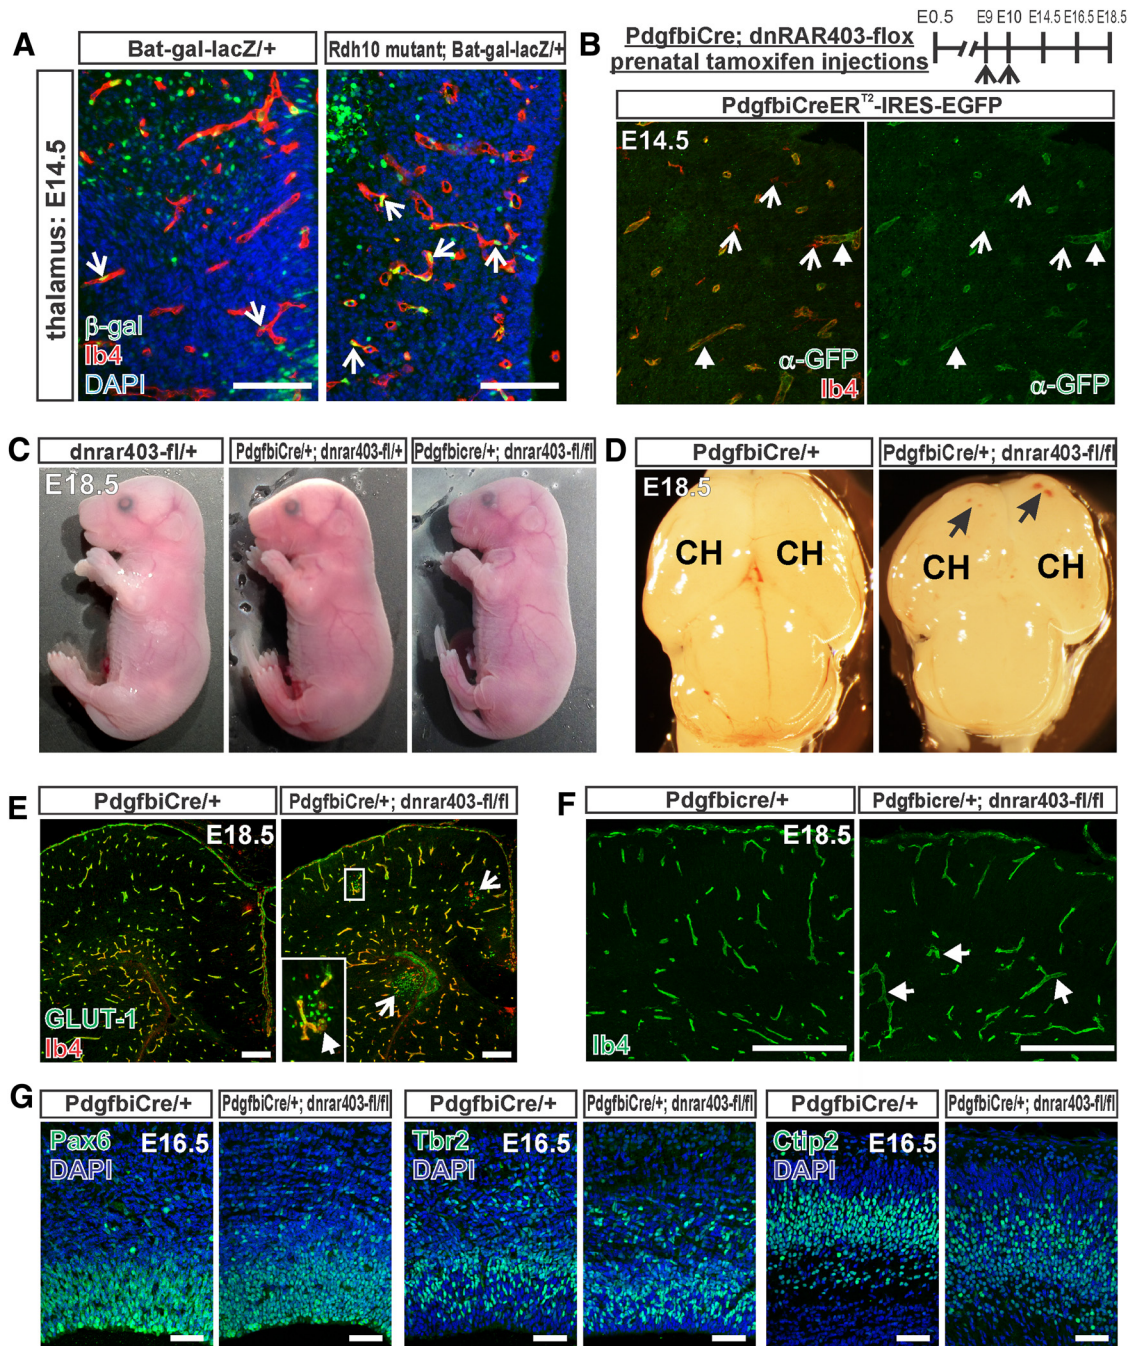 A
Bat-gal-lacZ/+
Rdh10 mutant; Bat-gal-lacZ/+
thalamus: E14.5
β-gal
Ib4
DAPI
B
PdgfbiCre; dnRAR403-flox
prenatal tamoxifen injections
E0.5
E9
E10
E14.5
E16.5
E18.5
PdgfbiCreERT2-IRES-EGFP
E14.5
α-GFP
Ib4
α-GFP
C
dnrar403-fl/+
PdgfbiCre/+; dnrar403-fl/+
Pdgfbicre/+; dnrar403-fl/fl
E18.5
D
PdgfbiCre/+
PdgfbiCre/+; dnrar403-fl/fl
E18.5
CH
CH
CH
CH
E
PdgfbiCre/+
PdgfbiCre/+; dnrar403-fl/fl
E18.5
GLUT-1
Ib4
F
Pdgfbicre/+
Pdgfbicre/+; dnrar403-fl/fl
E18.5
Ib4
G
PdgfbiCre/+
PdgfbiCre/+; dnrar403-fl/fl
PdgfbiCre/+
PdgfbiCre/+; dnrar403-fl/fl
PdgfbiCre/+
PdgfbiCre/+; dnrar403-fl/fl
Pax6
DAPI
E16.5
Tbr2
DAPI
E16.5
Ctip2
DAPI
E16.5